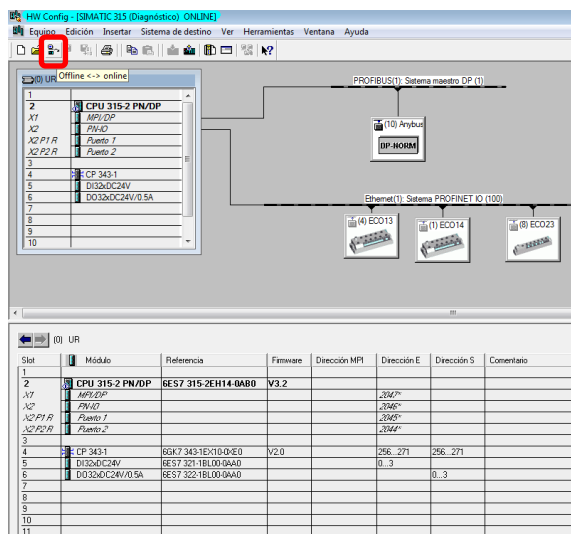 HW Config - [SIMATIC 315 (Diagnóstico) ONLINE]
Equipo Edición Insertar Sistema de destino Ver Herramientas Ventana Ayuda
Offline <-> online
(0) UR
1
2 CPU 315-2 PN/DP
X1 MPI/DP
X2 PN-IO
X2 P1 R Puerto 1
X2 P2 R Puerto 2
3
4 CP 343-1
5 DI32xDC24V
6 DO32xDC24V/0.5A
7
8
9
10
PROFIBUS(1): Sistema maestro DP (1)
(10) Anybus
DP-NORM
Ethernet(1): Sistema PROFINET IO (100)
(4) ECO13
(1) ECO14
(8) ECO23
(0) UR
Slot Módulo Referencia Firmware Dirección MPI Dirección E Dirección S Comentario
1
2 CPU 315-2 PN/DP 6ES7 315-2EH14-0AB0 V3.2
X1 MPI/DP 2047*
X2 PN-IO 2046*
X2 P1 R Puerto 1 2045*
X2 P2 R Puerto 2 2044*
3
4 CP 343-1 6GK7 343-1EX10-0XE0 V2.0 256...271 256...271
5 DI32xDC24V 6ES7 321-1BL00-0AA0 0...3
6 DO32xDC24V/0.5A 6ES7 322-1BL00-0AA0 0...3
7
8
9
10
11